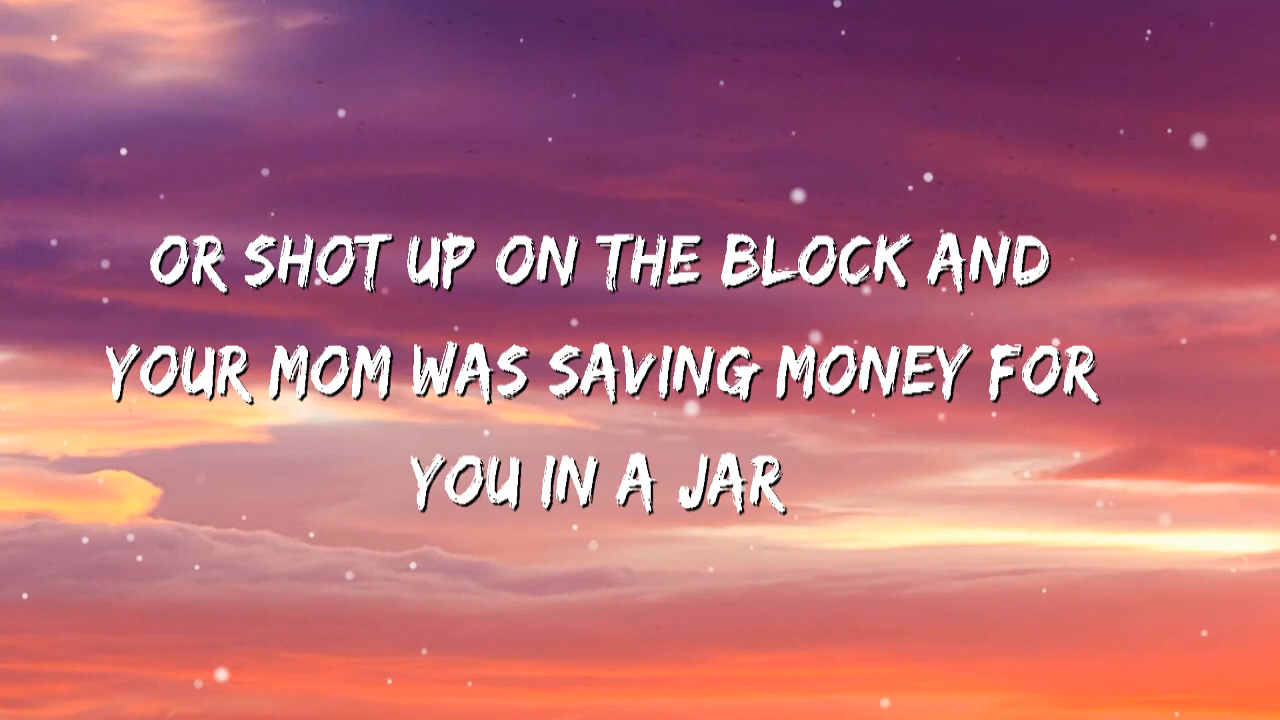 OR SHOT UP ON THE BLOCK AND
YOUR MOM WAS SAVING MONEY FOR
YOU IN A JAR